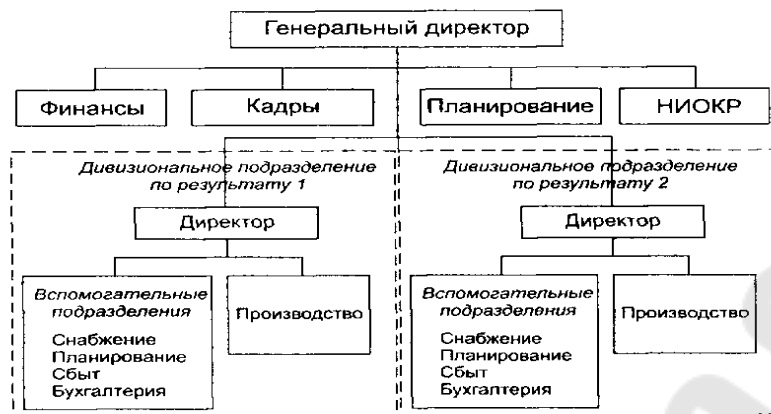 Генеральный директор
Финансы
Кадры
Планирование
НИОКР
Дивизиональное подразделение
по результату 1
Дивизиональное подразделение
по результату 2
Директор
Директор
Вспомогательные
подразделения
Снабжение
Планирование
Сбыт
Бухгалтерия
Производство
Вспомогательные
подразделения
Снабжение
Планирование
Сбыт
Бухгалтерия
Производство